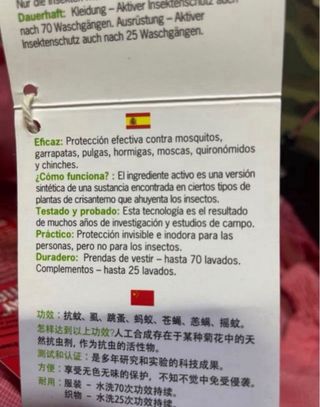 Nur die
Dauerhaft: Kleidung – Aktiver Insektenschutz auch
nach 70 Waschgängen. Ausrüstung – Aktiver
Insektenschutz auch nach 25 Waschgängen.
Eficaz: Protección efectiva contra mosquitos,
garrapatas, pulgas, hormigas, moscas, quironómidos
y chinches.
¿Cómo funciona? : El ingrediente activo es una versión
sintética de una sustancia encontrada en ciertos tipos de
plantas de crisantemo que ahuyenta los insectos.
Testado y probado: Esta tecnología es el resultado
de muchos años de investigación y estudios de campo.
Práctico: Protección invisible e inodora para las
personas, pero no para los insectos.
Duradero: Prendas de vestir – hasta 70 lavados.
Complementos – hasta 25 lavados.
功效：抗蚊、虱、跳蚤、蚂蚁、苍蝇、恙螨、摇蚊。
怎样达到以上功效?人工合成存在于某种菊花中的天
然抗虫剂, 作为抗虫的活性物。
测试和认证：是多年研究和实验的科技成果。
方便：享受无色无味的保护，不知不觉中免受侵袭。
耐用：服装 – 水洗70次功效持续。
织物 – 水洗25次功效持续。